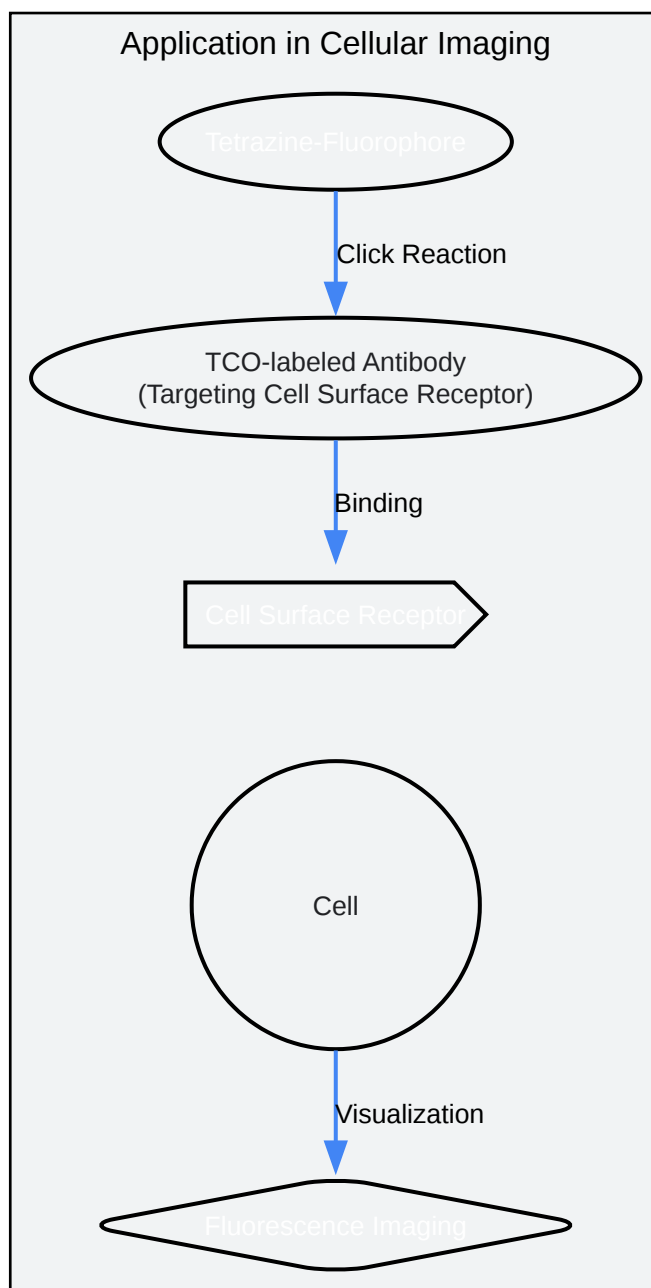 Application in Cellular Imaging
Tetrazine-Fluorophore
Click Reaction
TCO-labeled Antibody
(Targeting Cell Surface Receptor)
Binding
Cell Surface Receptor
Cell
Visualization
Fluorescence Imaging